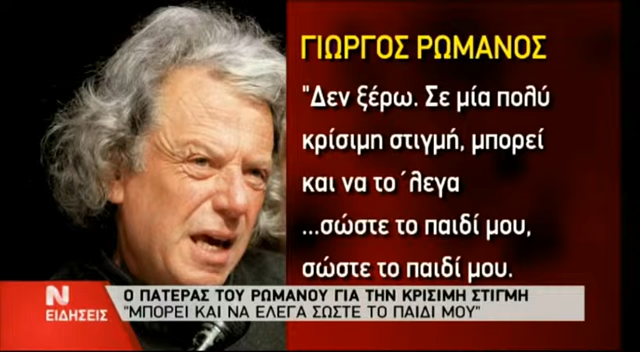 ΓΙΩΡΓΟΣ ΡΩΜΑΝΟΣ
"Δεν ξέρω. Σε μία πολύ
κρίσιμη στιγμή, μπορεί
και να το΄λεγα
...σώστε το παιδί μου,
σώστε το παιδί μου.
N
ΕΙΔΗΣΕΙΣ
Ο ΠΑΤΕΡΑΣ ΤΟΥ ΡΩΜΑΝΟΥ ΓΙΑ ΤΗΝ ΚΡΙΣΙΜΗ ΣΤΙΓΜΗ
"ΜΠΟΡΕΙ ΚΑΙ ΝΑ ΕΛΕΓΑ ΣΩΣΤΕ ΤΟ ΠΑΙΔΙ ΜΟΥ"